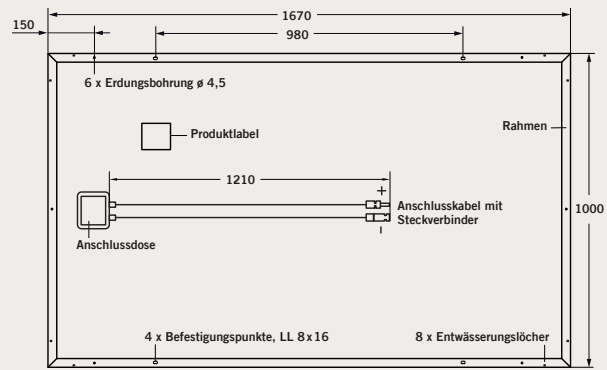 1670
150
980
6 x Erdungsbohrung ø 4,5
Produktlabel
Rahmen
1210
+
Anschlusskabel mit
Steckverbinder
–
1000
Anschlussdose
4 x Befestigungspunkte, LL 8x16
8 x Entwässerungslöcher